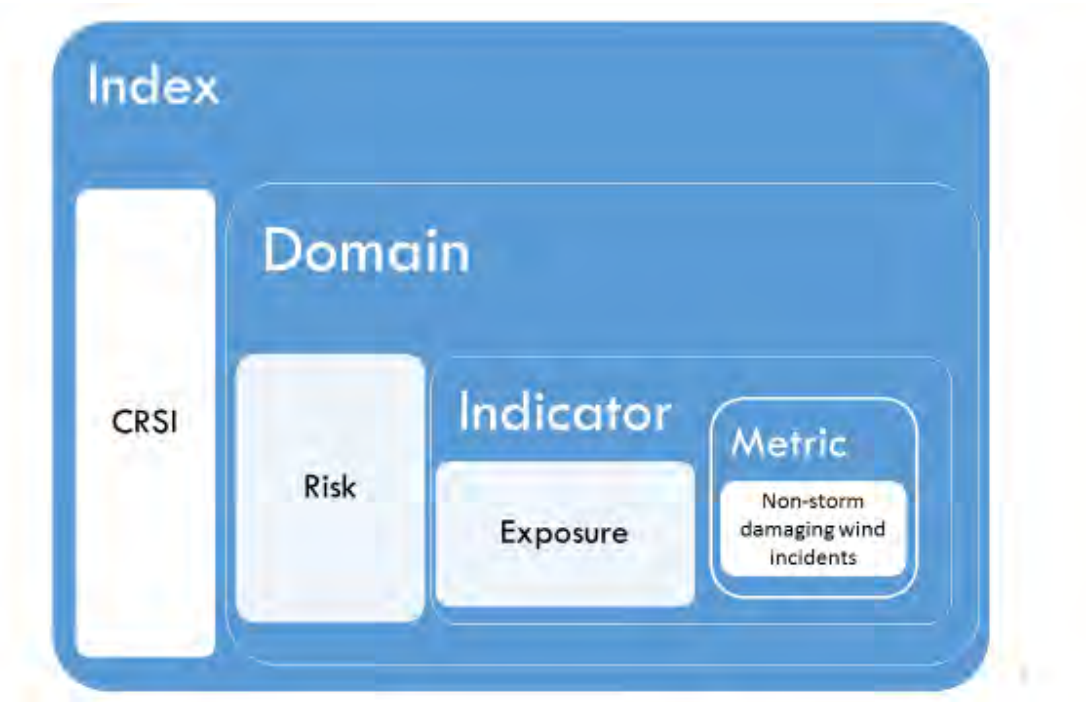 Index
Domain
CRSI
Risk
Indicator
Exposure
Metric
Non-storm
damaging wind
incidents